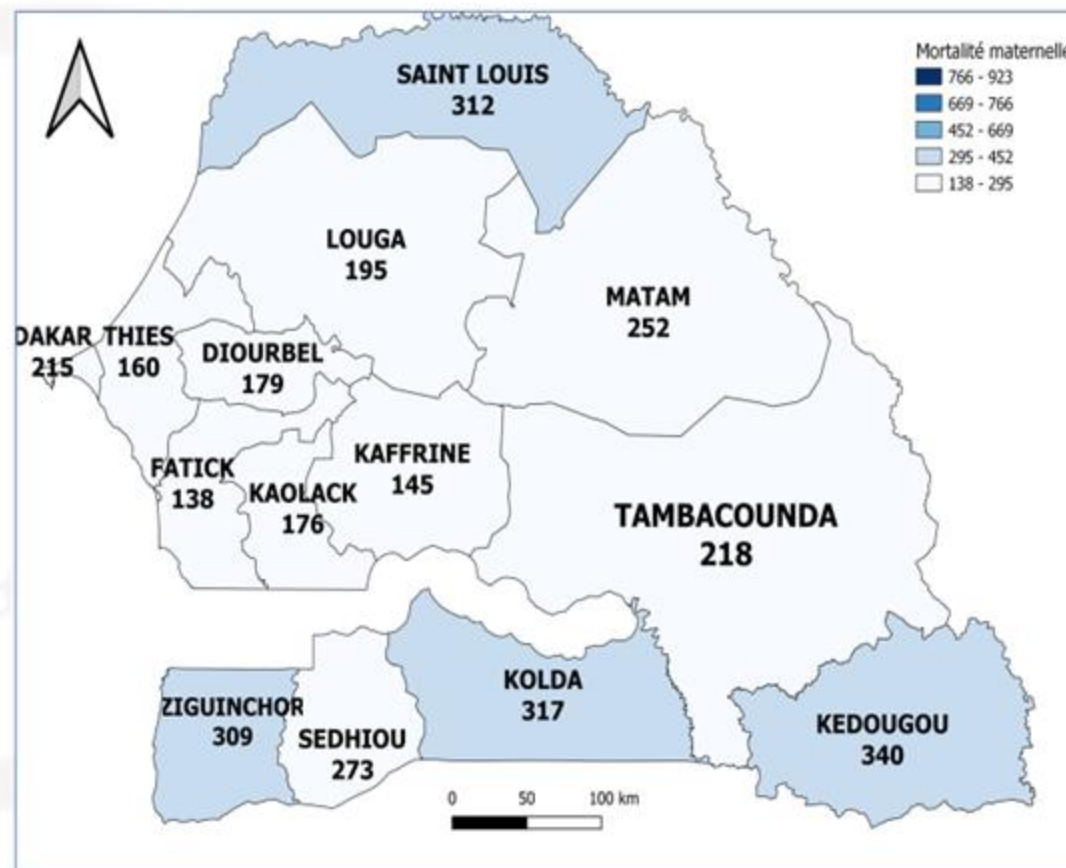 Mortalité maternelle
766 - 923
669 - 766
452 - 669
295 - 452
138 - 295
SAINT LOUIS
312
LOUGA
195
MATAM
252
DAKAR
215
THIES
160
DIOURBEL
179
FATICK
138
KAOLACK
176
KAFFRINE
145
TAMBACOUNDA
218
ZIGUINCHOR
309
SEDHIOU
273
KOLDA
317
KEDOUGOU
340
0 50 100 km